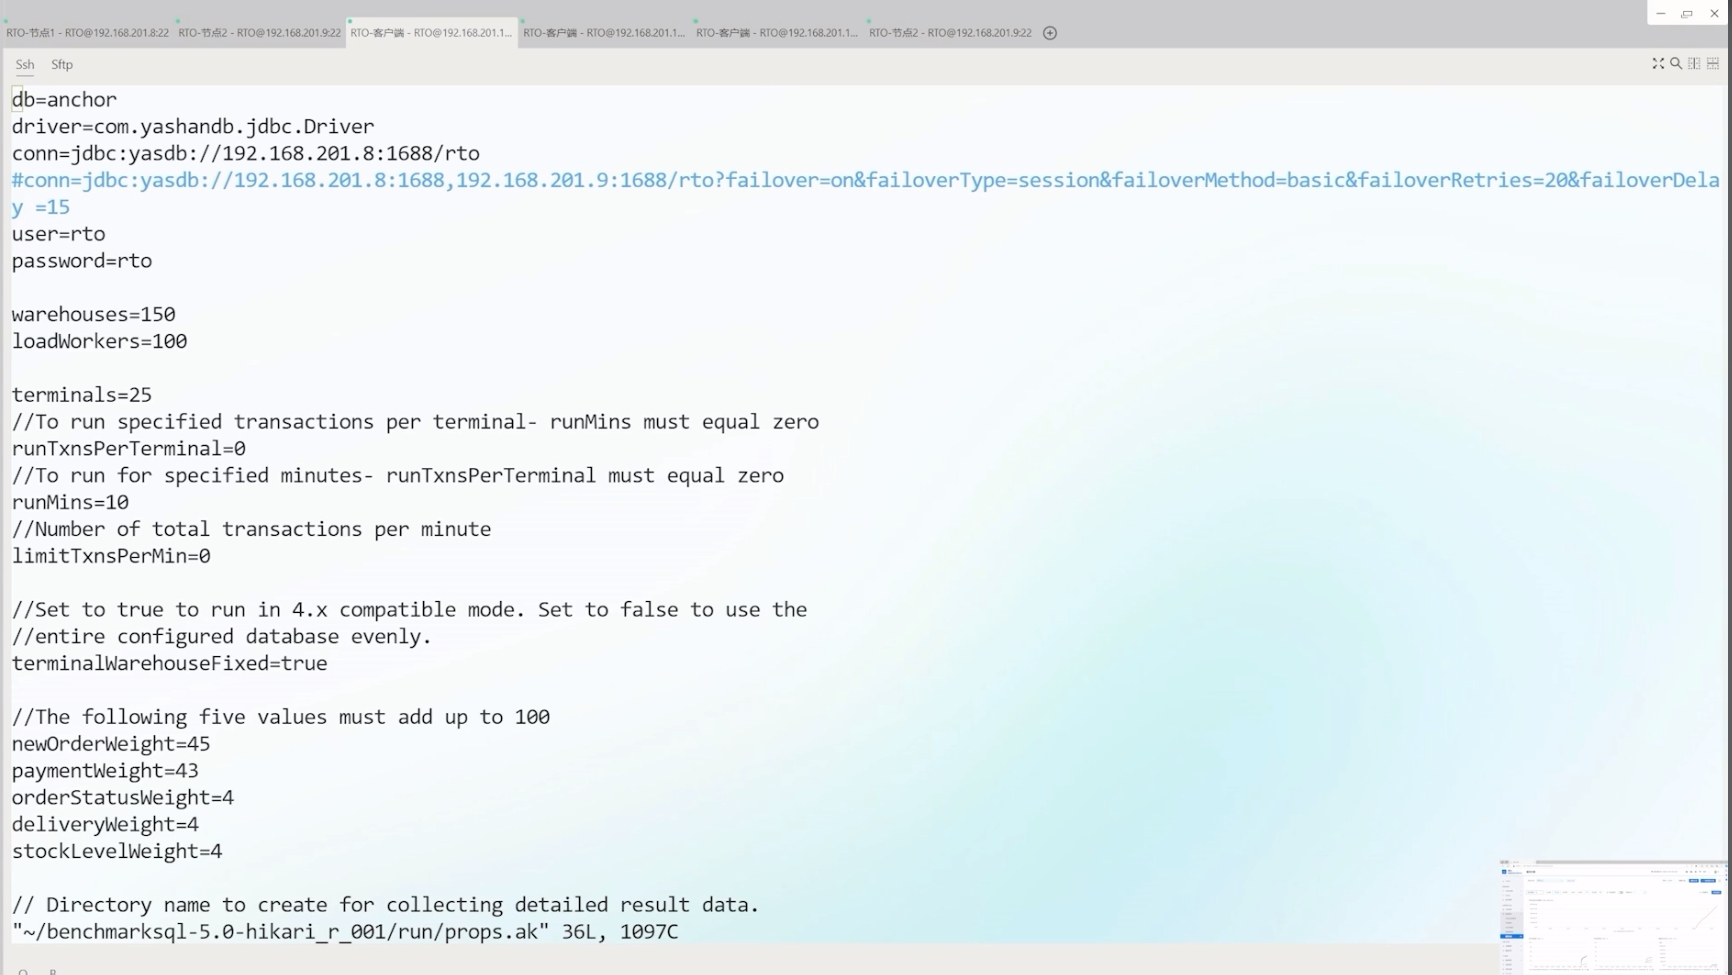 RTO-节点1 - RTO@192.168.201.8:22 RTO-节点2 - RTO@192.168.201.9:22 RTO-客户端 - RTO@192.168.201.1... RTO-客户端 - RTO@192.168.201.1... RTO-客户端 - RTO@192.168.201.1... RTO-节点2 - RTO@192.168.201.9:22
Ssh Sftp
db=anchor
driver=com.yashandb.jdbc.Driver
conn=jdbc:yasdb://192.168.201.8:1688/rto
#conn=jdbc:yasdb://192.168.201.8:1688,192.168.201.9:1688/rto?failover=on&failoverType=session&failoverMethod=basic&failoverRetries=20&failoverDela
y =15
user=rto
password=rto
warehouses=150
loadWorkers=100
terminals=25
//To run specified transactions per terminal- runMins must equal zero
runTxnsPerTerminal=0
//To run for specified minutes- runTxnsPerTerminal must equal zero
runMins=10
//Number of total transactions per minute
limitTxnsPerMin=0
//Set to true to run in 4.x compatible mode. Set to false to use the
//entire configured database evenly.
terminalWarehouseFixed=true
//The following five values must add up to 100
newOrderWeight=45
paymentWeight=43
orderStatusWeight=4
deliveryWeight=4
stockLevelWeight=4
// Directory name to create for collecting detailed result data.
"~/benchmarksql-5.0-hikari_r_001/run/props.ak" 36L, 1097C